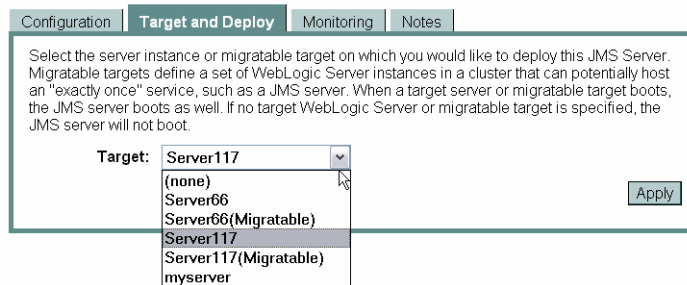 Configuration Target and Deploy Monitoring Notes
Select the server instance or migratable target on which you would like to deploy this JMS Server.
Migratable targets define a set of WebLogic Server instances in a cluster that can potentially host
an "exactly once" service, such as a JMS server. When a target server or migratable target boots,
the JMS server boots as well. If no target WebLogic Server or migratable target is specified, the
JMS server will not boot.
Target: Server117
(none)
Server66
Server66(Migratable)
Server117
Server117(Migratable)
myserver
Apply